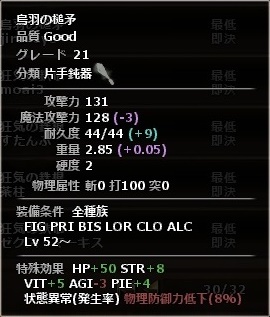 烏羽の槌矛
品質 Good
グレード 21
分類 片手鈍器
攻撃力 131
魔法攻撃力 128 (-3)
耐久度 44/44 (+9)
重量 2.85 (+0.05)
硬度 2
物理属性 斬0 打100 突0
装備条件 全種族
FIG PRI BIS LOR CLO ALC
Lv 52～
特殊効果 HP+50 STR+8
VIT+5 AGI-3 PIE+4
状態異常(発生率) 物理防御力低下(8%)
30/32